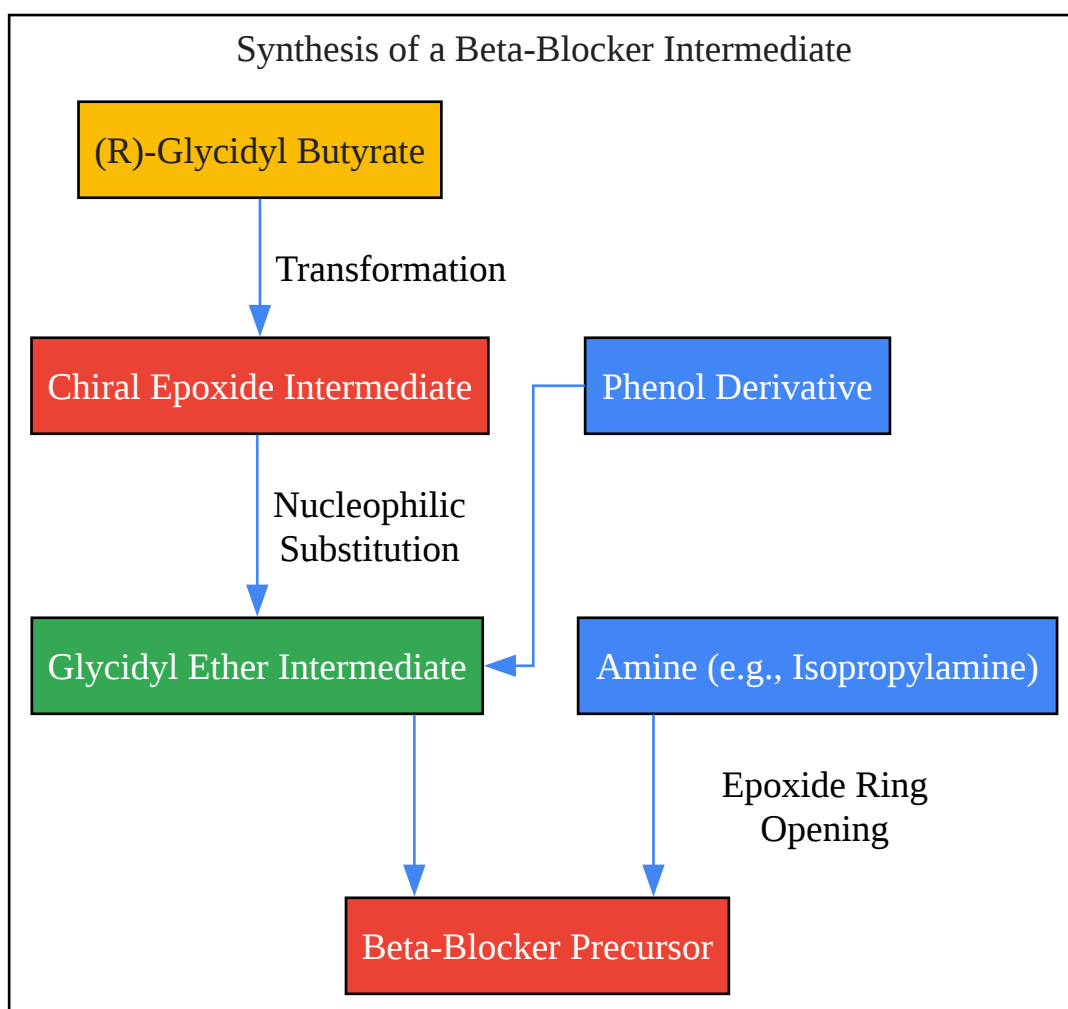 Synthesis of a Beta-Blocker Intermediate
(R)-Glycidyl Butyrate
Transformation
Chiral Epoxide Intermediate
Phenol Derivative
Nucleophilic
Substitution
Glycidyl Ether Intermediate
Amine (e.g., Isopropylamine)
Epoxide Ring
Opening
Beta-Blocker Precursor